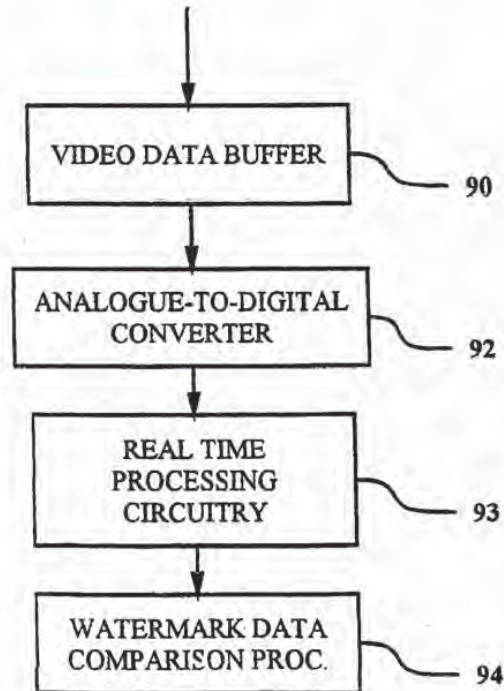 VIDEO DATA BUFFER
90
ANALOGUE-TO-DIGITAL
CONVERTER
92
REAL TIME
PROCESSING
CIRCUITRY
93
WATERMARK DATA
COMPARISON PROC.
94